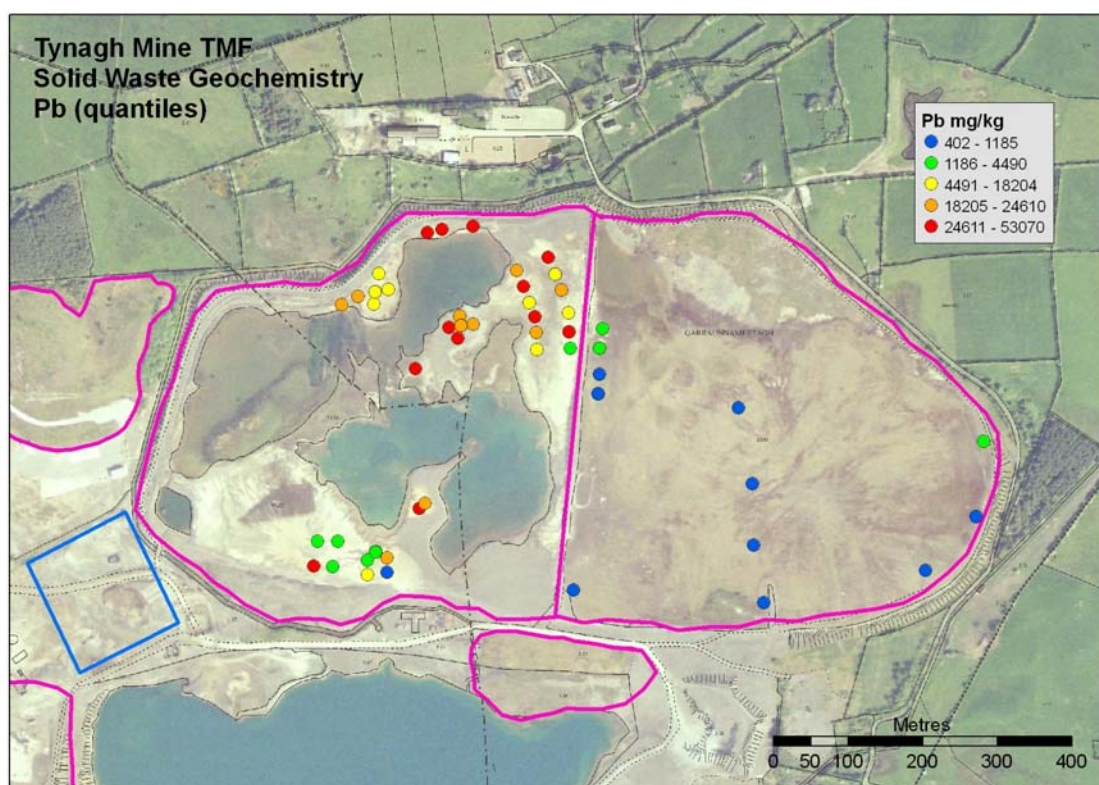 Tynagh Mine TMF
Solid Waste Geochemistry
Pb (quantiles)
Pb mg/kg
402 - 1185
1186 - 4490
4491 - 18204
18205 - 24610
24611 - 53070
Metres
0 50 100 200 300 400